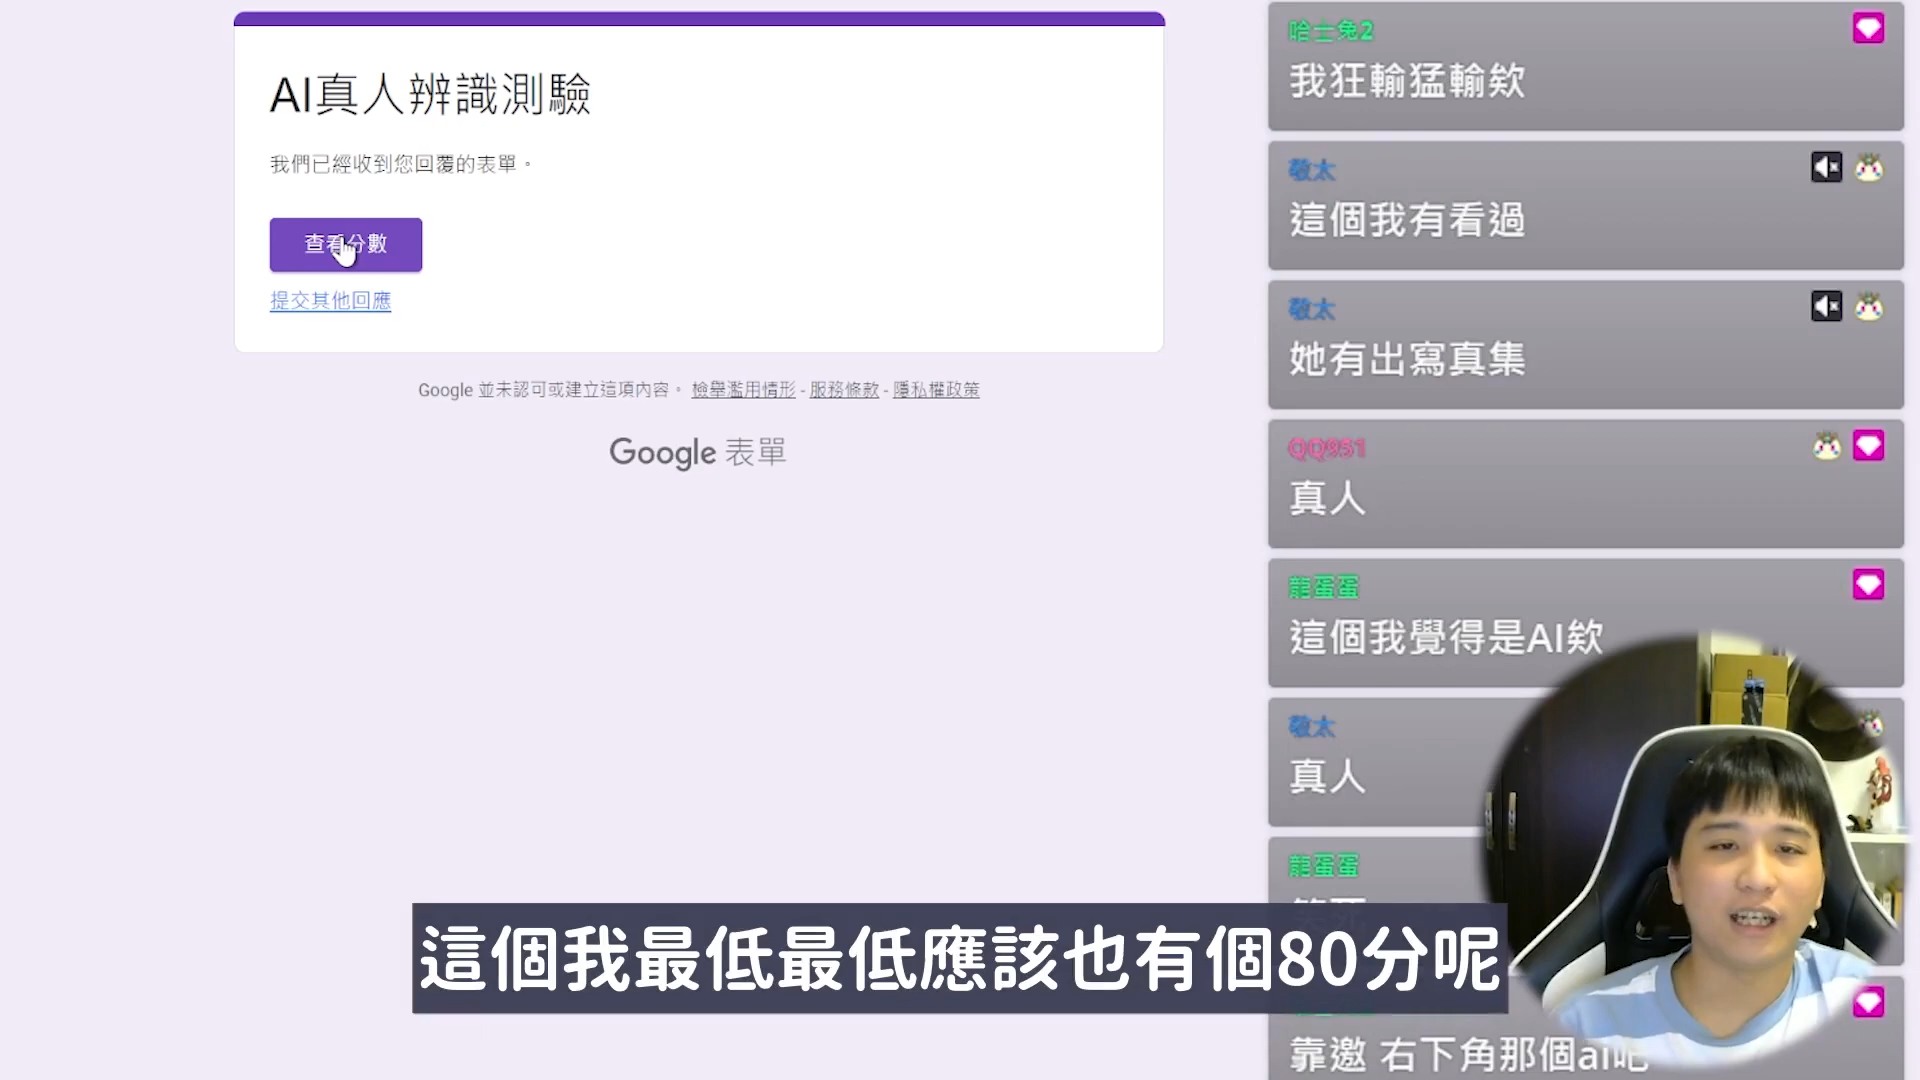 AI真人辨識測驗
我們已經收到您回覆的表單。
查看分數
提交其他回應
Google 並未認可或建立這項內容。 檢舉濫用情形 - 服務條款 - 隱私權政策
Google 表單
哈士兔2
我狂輸猛輸欸
敬太
這個我有看過
敬太
她有出寫真集
QQ951
真人
龍蛋蛋
這個我覺得是AI欸
敬太
真人
龍蛋蛋
笑死
靠邀 右下角那個ai吧
這個我最低最低應該也有個80分呢